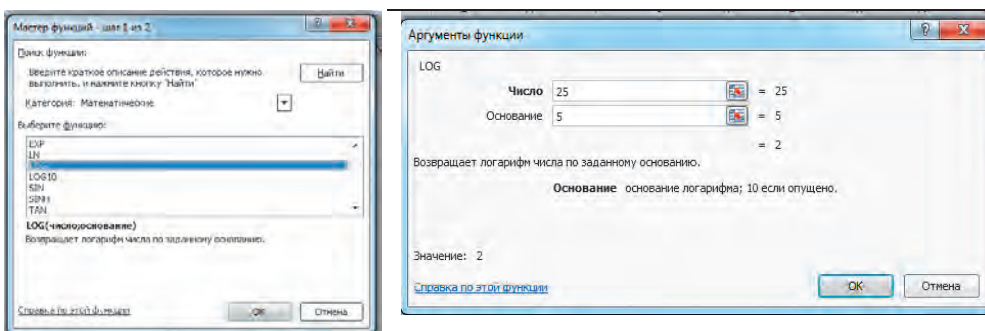 Мастер функций - шаг 1 из 2
Поиск функции:
Введите краткое описание действия, которое нужно
выполнить, и нажмите кнопку "Найти"
Найти
Категория: Математические
Выберите функцию:
EXP
LN
LOG10
SIN
SINH
TAN
LOG(число;основание)
Возвращает логарифм числа по заданному основанию.
Справка по этой функции
ОК
Отмена
Аргументы функции
LOG
Число 25 = 25
Основание 5 = 5
= 2
Возвращает логарифм числа по заданному основанию.
Основание основание логарифма; 10 если опущено.
Значение: 2
Справка по этой функции
ОК
Отмена